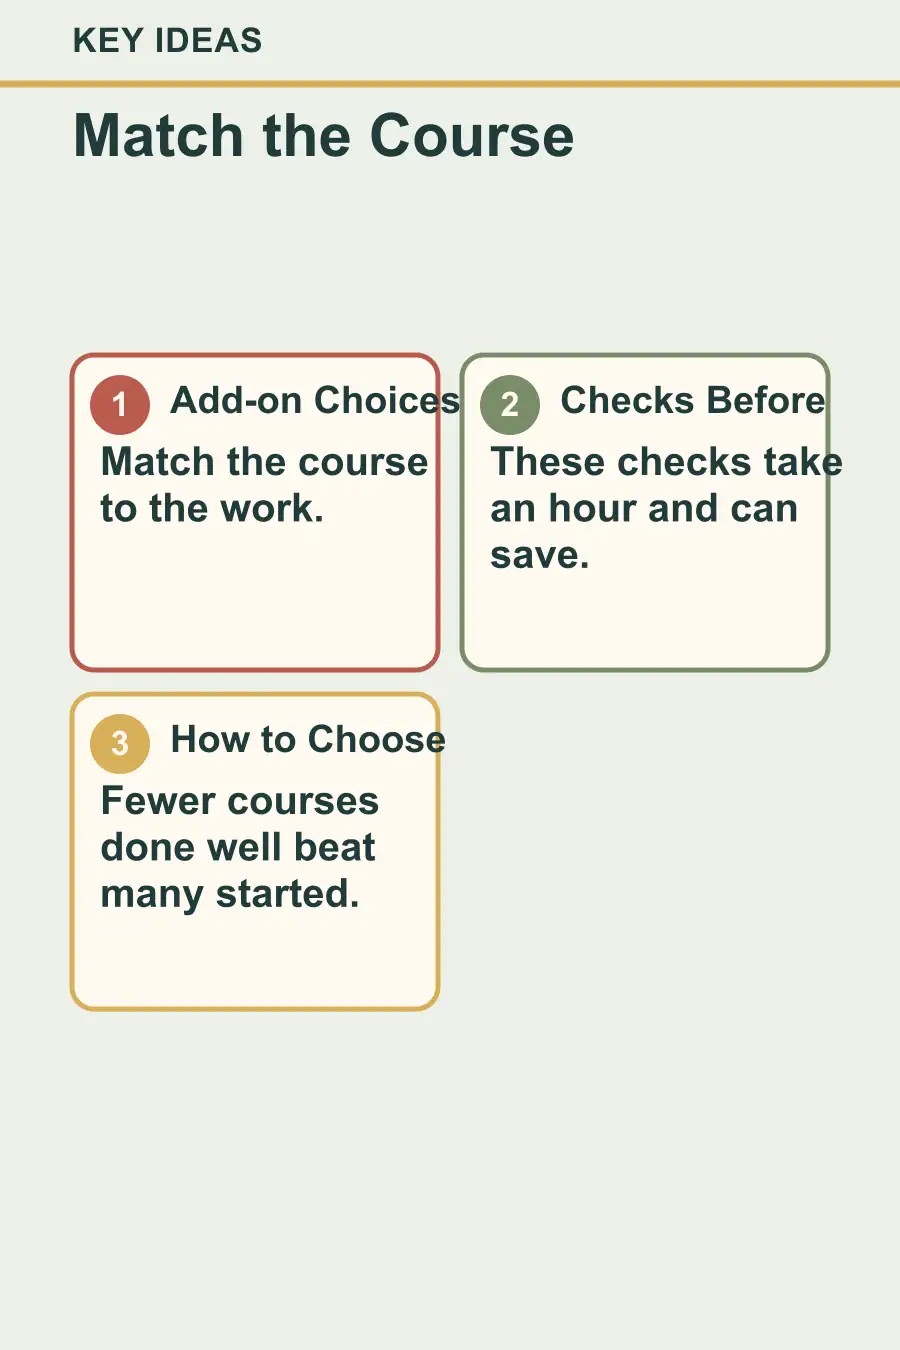 KEY IDEAS
Match the Course
1 Add-on Choices
Match the course
to the work.
2 Checks Before
These checks take
an hour and can
save.
3 How to Choose
Fewer courses
done well beat
many started.